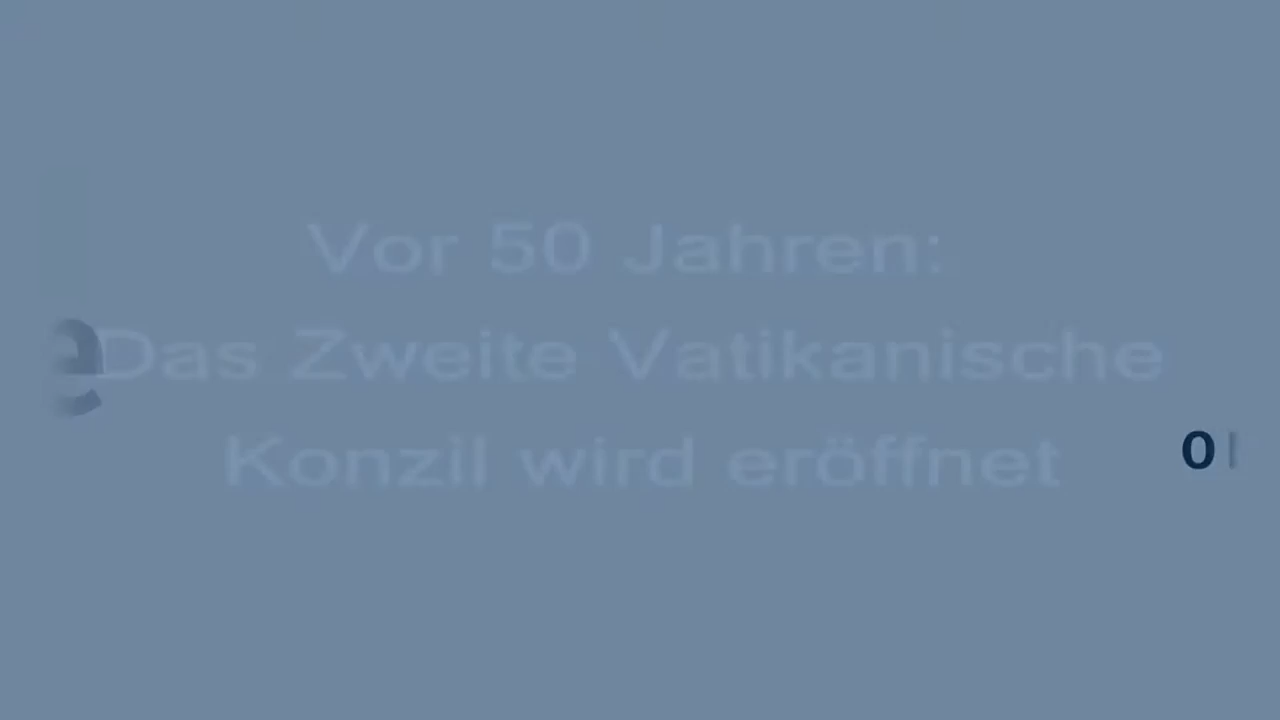 Vor 50 Jahren:
Das Zweite Vatikanische
Konzil wird eröffnet